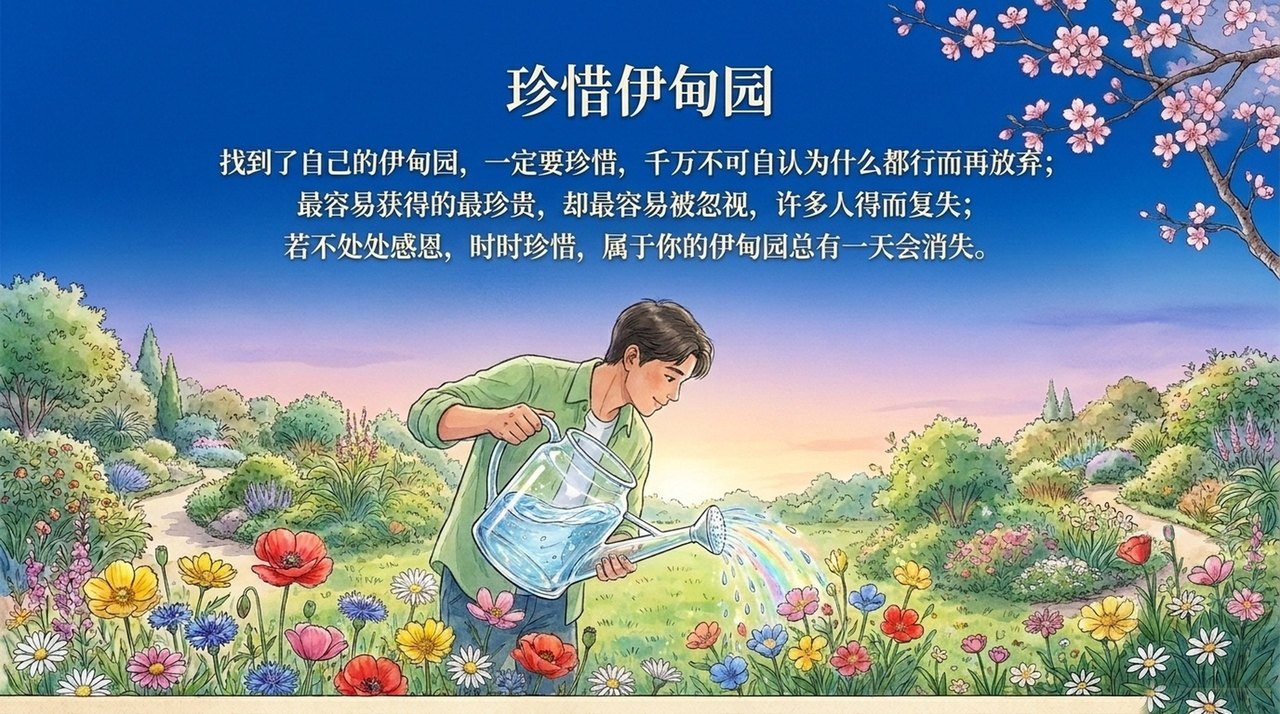 珍惜伊甸园
找到了自己的伊甸园，一定要珍惜，千万不可自认为什么都行而再放弃；
最容易获得的最珍贵，却最容易被忽视，许多人得而复失；
若不处处感恩，时时珍惜，属于你的伊甸园总有一天会消失。